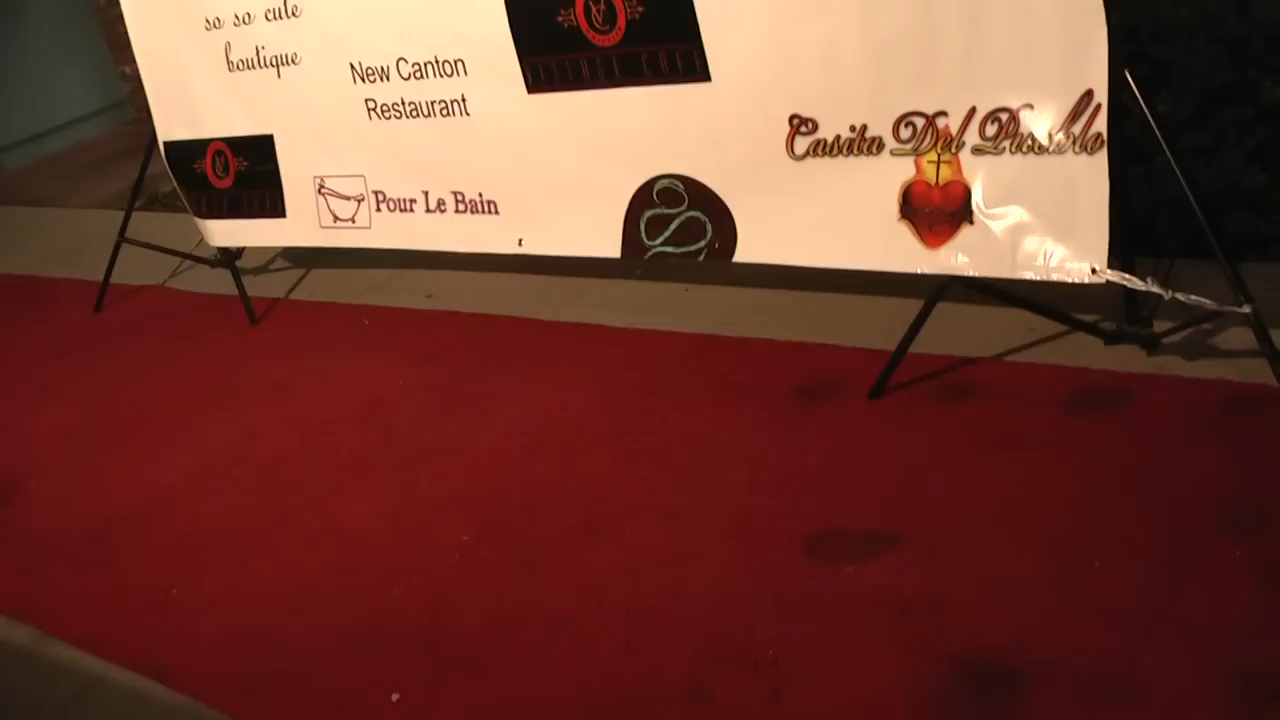 so so cute
boutique
New Canton
Restaurant
Casita Del Pueblo
Pour Le Bain